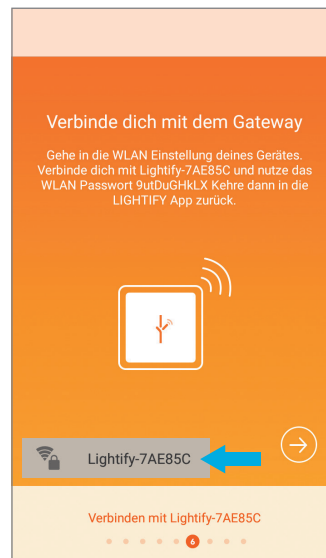 Verbinde dich mit dem Gateway
Gehe in die WLAN Einstellung deines Gerätes.
Verbinde dich mit Lightify-7AE85C und nutze das
WLAN Passwort 9utDuGHkLX Kehre dann in die
LIGHTIFY App zurück.
Lightify-7AE85C
Verbinden mit Lightify-7AE85C
6